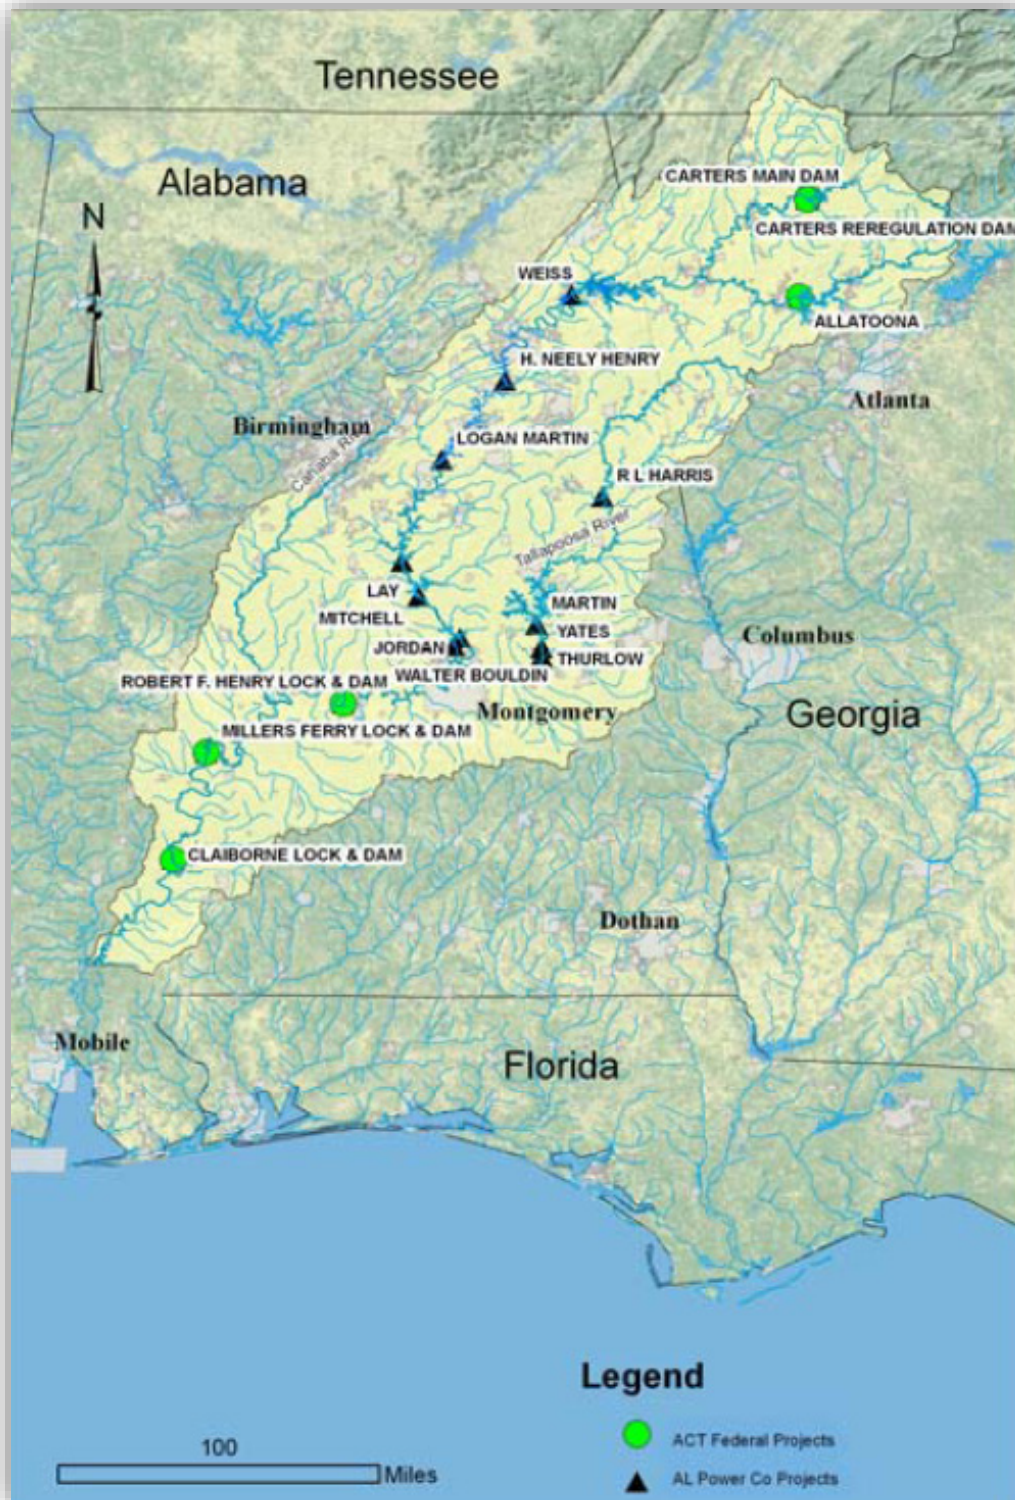 Tennessee
Alabama
N
CARTERS MAIN DAM
CARTERS REREGULATION DAM
WEISS
ALLATOONA
H. NEELY HENRY
Atlanta
Birmingham
Cahaba River
LOGAN MARTIN
R L HARRIS
Tallapoosa River
LAY
MARTIN
MITCHELL
YATES
Columbus
JORDAN
THURLOW
WALTER BOULDIN
ROBERT F. HENRY LOCK & DAM
Montgomery
Georgia
MILLERS FERRY LOCK & DAM
CLAIBORNE LOCK & DAM
Dothan
Mobile
Florida
Legend
ACT Federal Projects
AL Power Co Projects
100
Miles